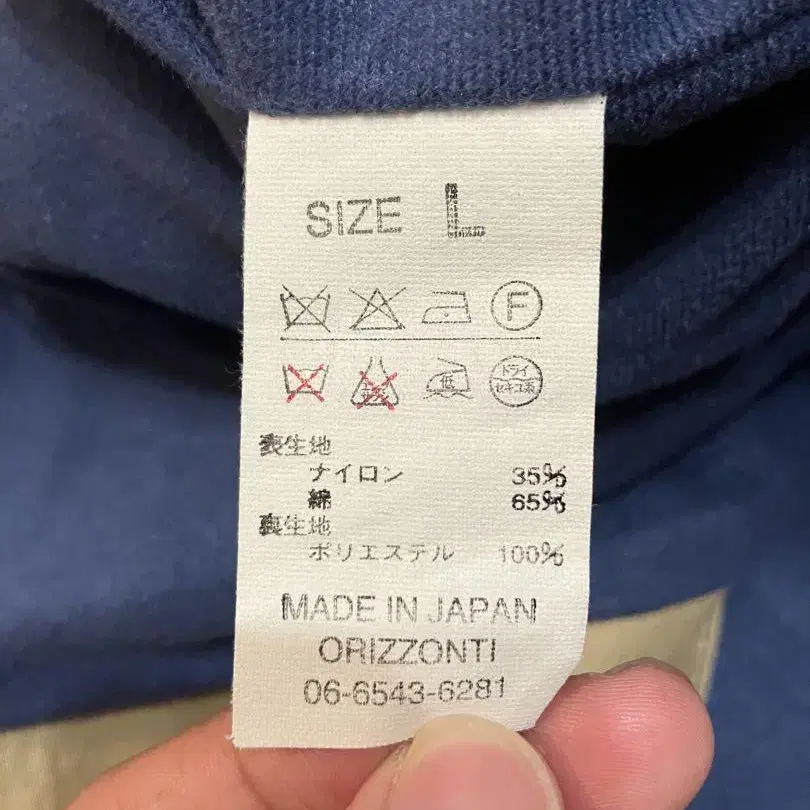 SIZE L
F
低 ドライ
セキユ系
表生地
ナイロン 35%
綿 65%
裏生地
ポリエステル 100%
MADE IN JAPAN
ORIZZONTI
06-6543-6281